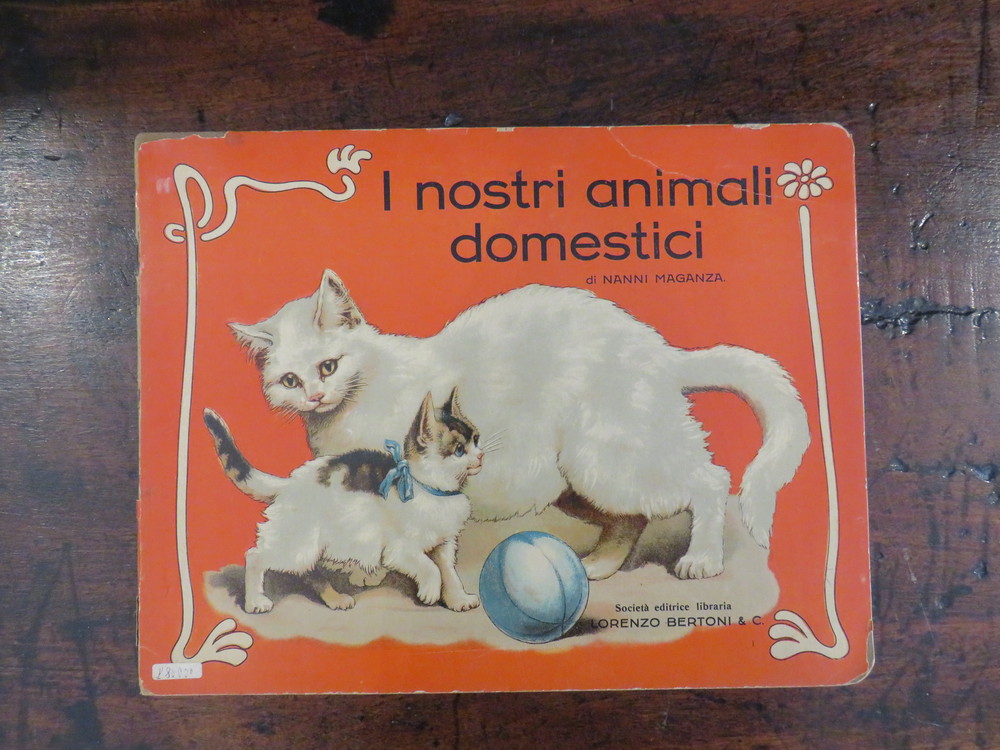 I nostri animali
domestici
di NANNI MAGANZA.
Società editrice libraria
LORENZO BERTONI & C.